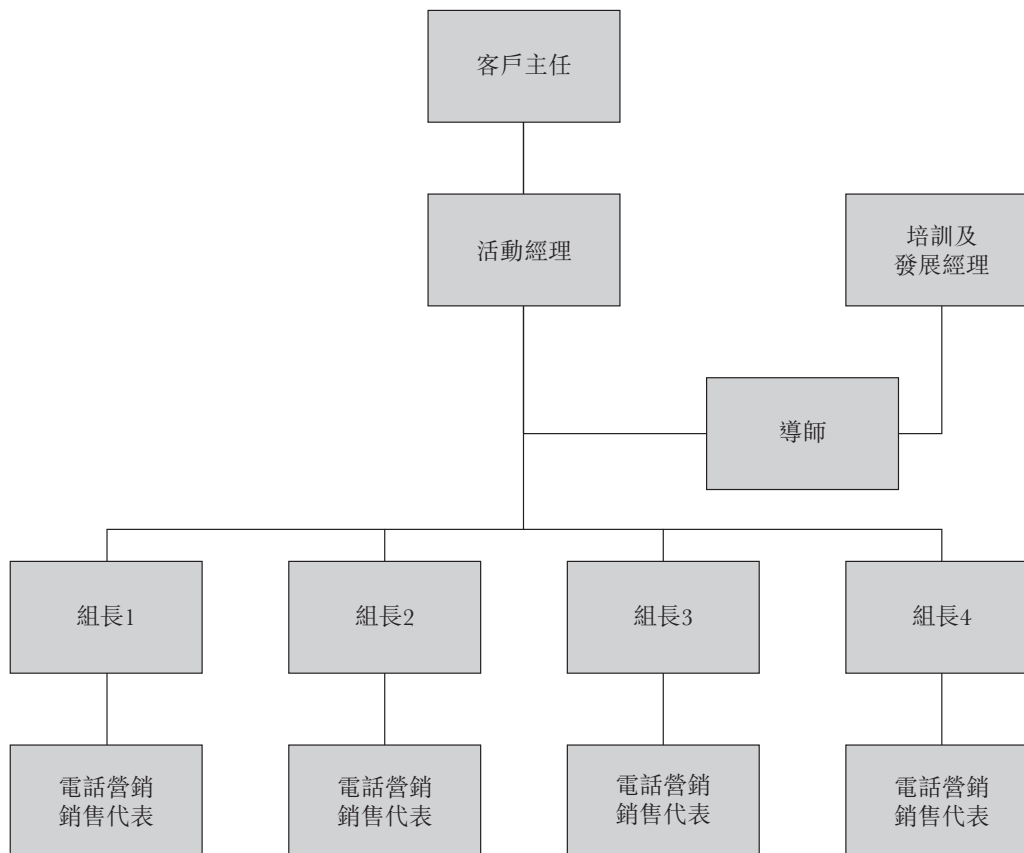 客戶主任
活動經理
培訓及
發展經理
導師
組長1
組長2
組長3
組長4
電話營銷
銷售代表
電話營銷
銷售代表
電話營銷
銷售代表
電話營銷
銷售代表